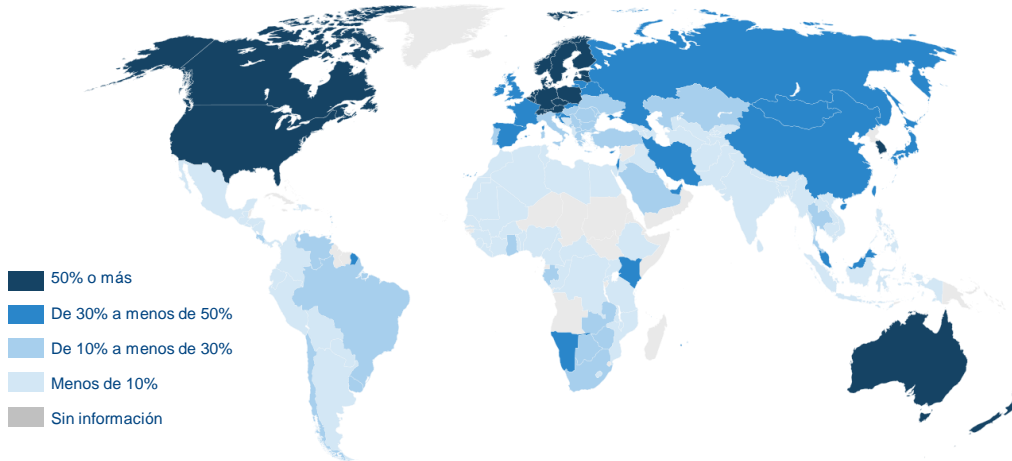 50% o más
De 30% a menos de 50%
De 10% a menos de 30%
Menos de 10%
Sin información